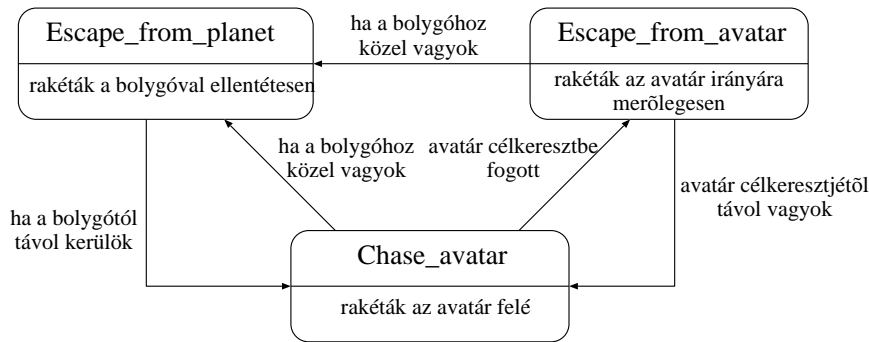 Escape_from_planet
rakéták a bolygóval ellentétesen
ha a bolygóhoz
közel vagyok
Escape_from_avatar
rakéták az avatár irányára
merõlegesen
ha a bolygóhoz
közel vagyok
avatár célkeresztbe
fogott
avatár célkeresztjétõl
távol vagyok
ha a bolygótól
távol kerülök
Chase_avatar
rakéták az avatár felé